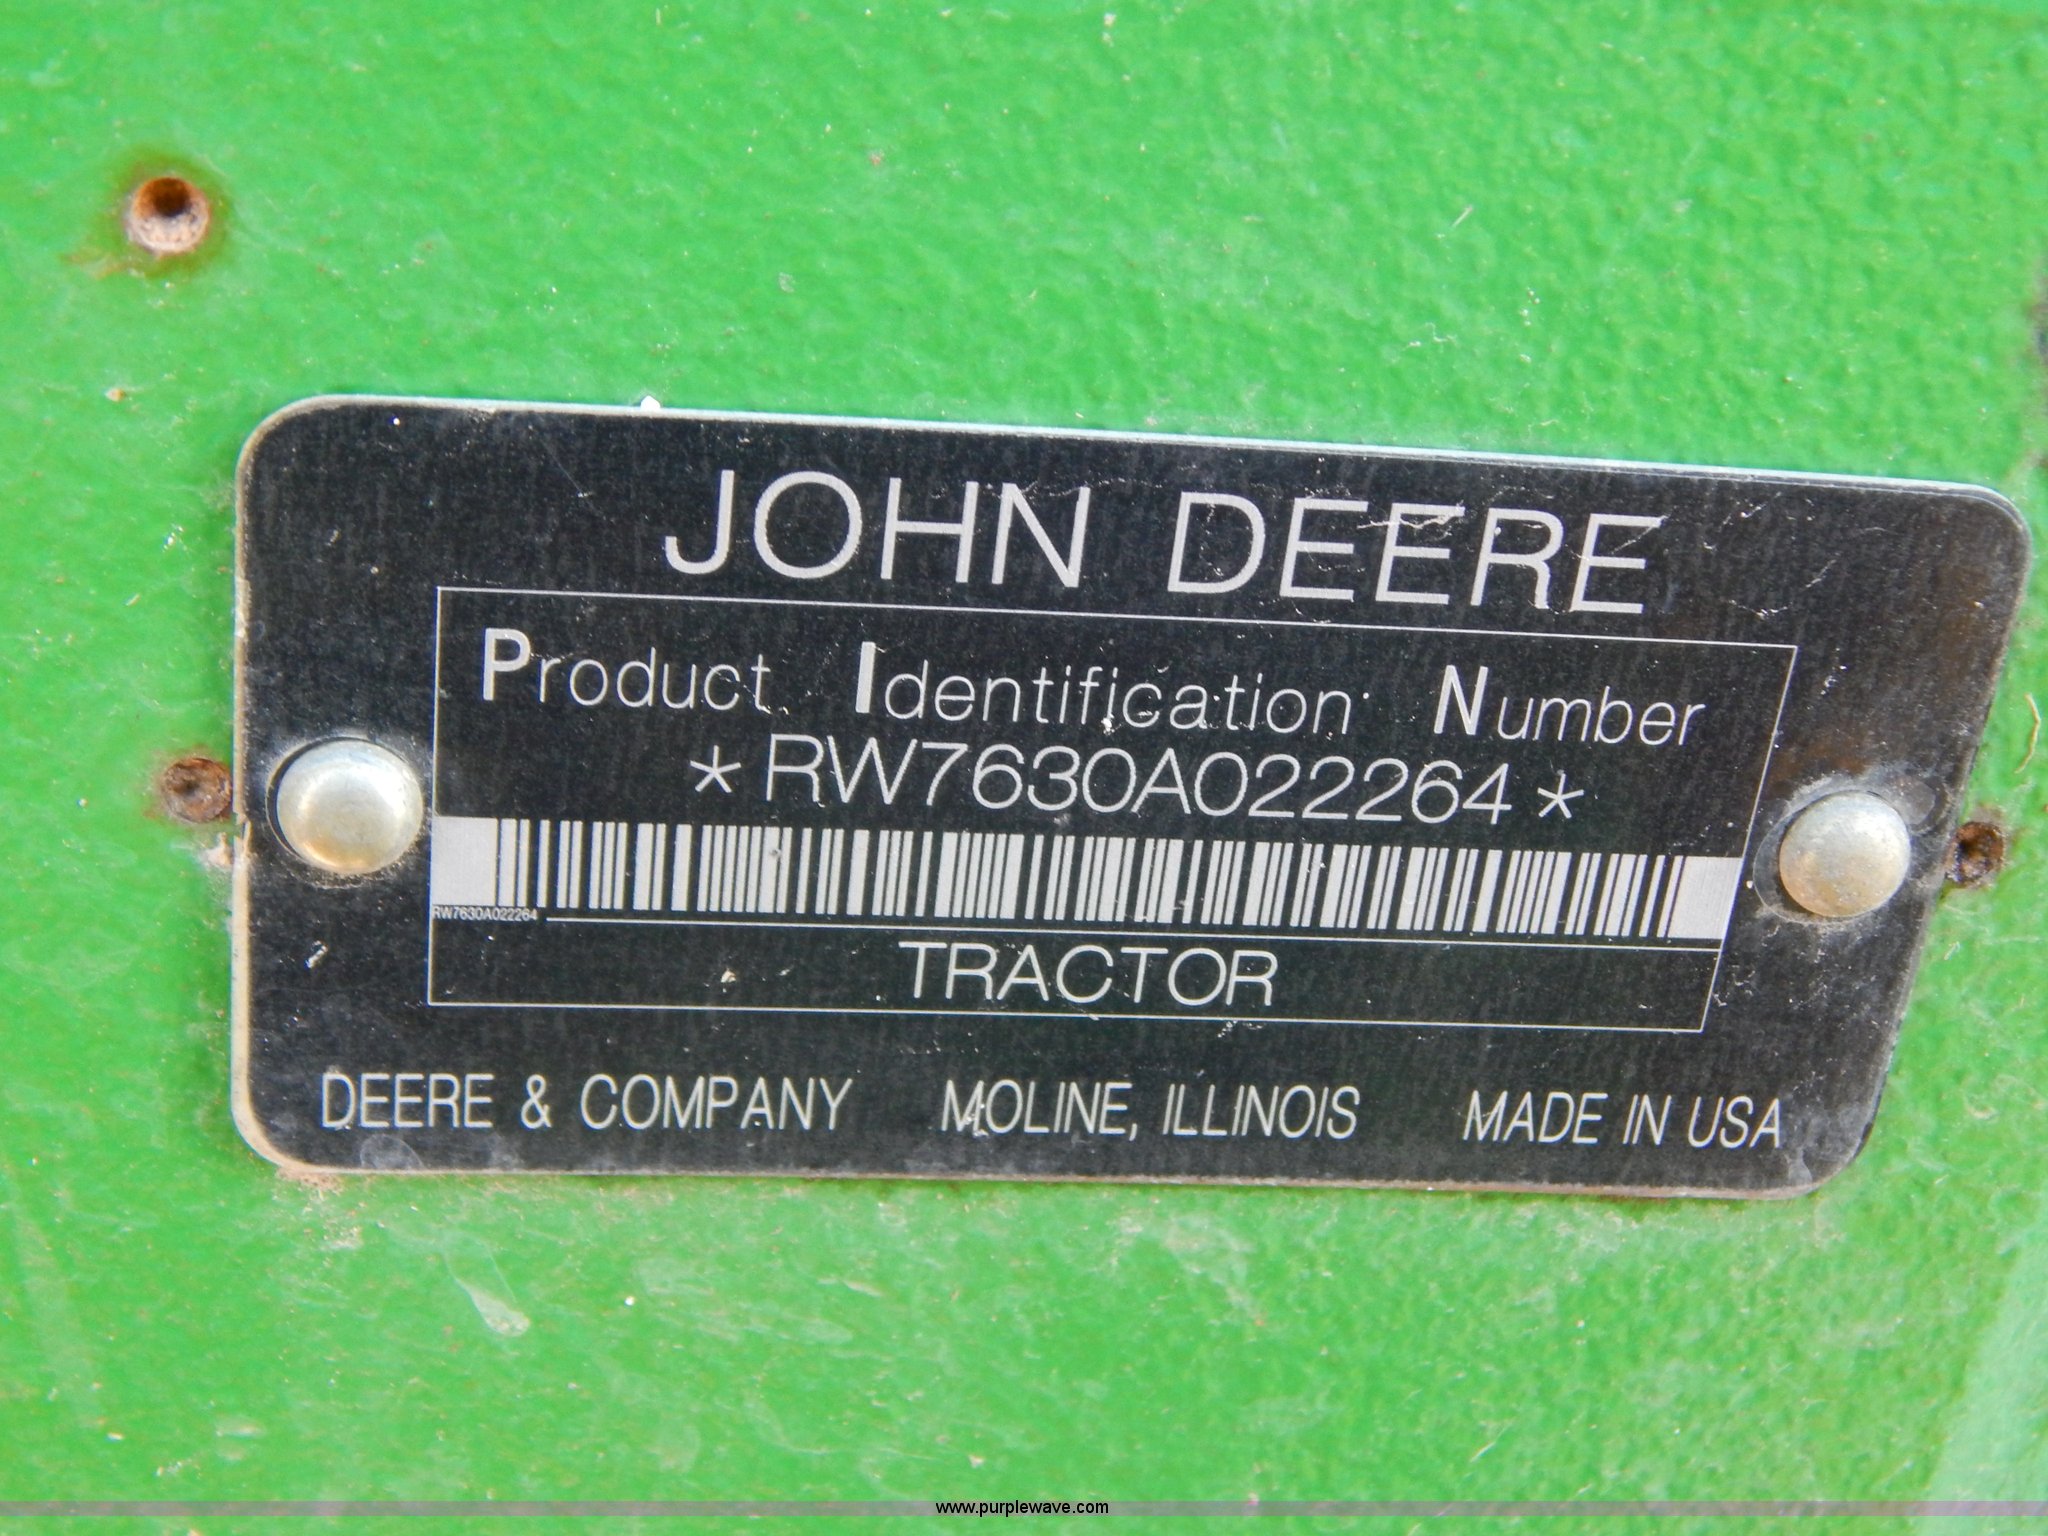 JOHN DEERE
Product Identification Number
*RW7630A022264*
RW7630A022264
TRACTOR
DEERE & COMPANY MOLINE, ILLINOIS MADE IN USA
www.purplewave.com